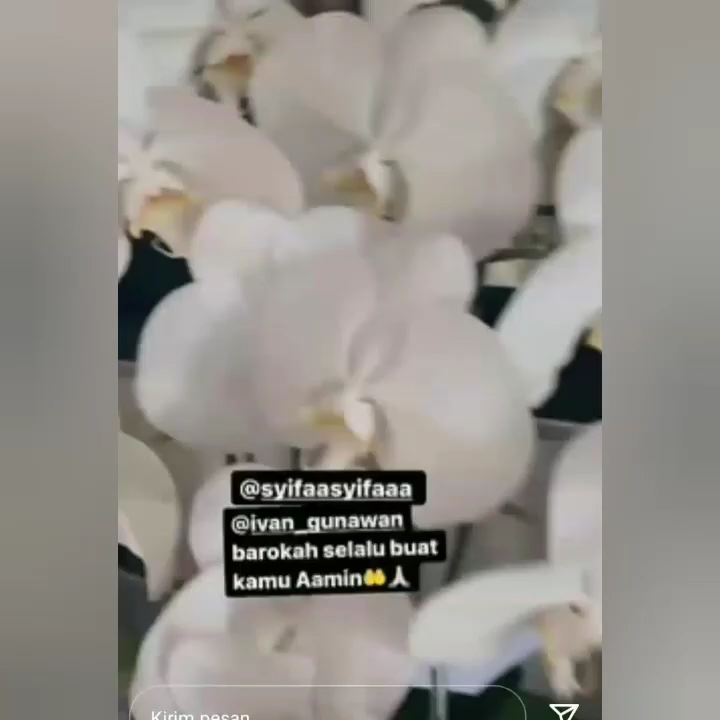 @syifaasyifaaa
@ivan_gunawan
barokah selalu buat
kamu Aamin🤲🙏
Kirim pesan